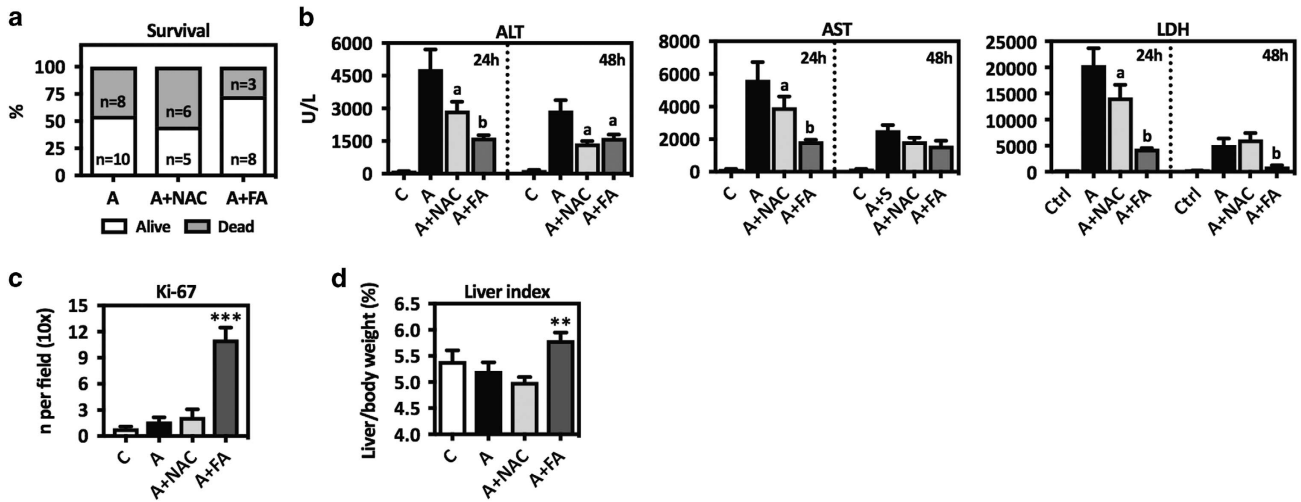 a
Survival
%
100
75
50
25
0
n=8
n=10
n=6
n=5
n=3
n=8
A
A+NAC
A+FA
Alive
Dead
b
ALT
U/L
6000
4500
3000
1500
0
24h
48h
a
b
a
a
C
A
A+NAC
A+FA
C
A
A+NAC
A+FA
AST
8000
6000
4000
2000
0
24h
48h
a
b
C
A
A+NAC
A+FA
C
A+S
A+NAC
A+FA
LDH
25000
20000
15000
10000
5000
0
24h
48h
a
b
b
Ctrl
A
A+NAC
A+FA
Ctrl
A
A+NAC
A+FA
c
Ki-67
n per field (10x)
15
12
9
6
3
0
***
C
A
A+NAC
A+FA
d
Liver index
Liver/body weight (%)
6.5
6.0
5.5
5.0
4.5
4.0
**
C
A
A+NAC
A+FA